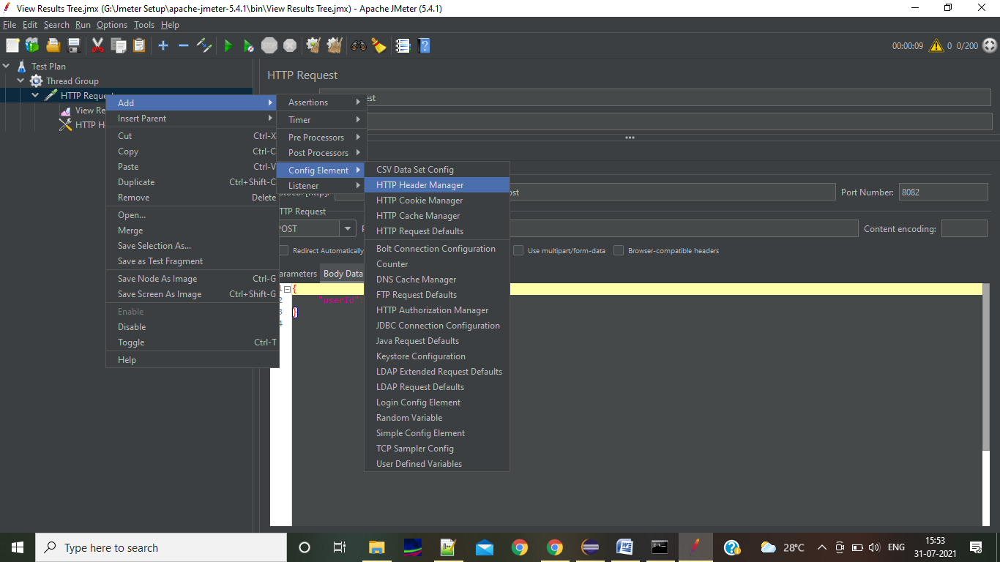 View Results Tree.jmx (G:\Jmeter Setup\apache-jmeter-5.4.1\bin\View Results Tree.jmx) - Apache JMeter (5.4.1)
File Edit Search Run Options Tools Help
STOP
00:00:09 0 0/200
Test Plan
Thread Group
HTTP Request
View Re
HTTP H
HTTP Request
est
Add
Insert Parent
Cut Ctrl-X
Copy Ctrl-C
Paste Ctrl-V
Duplicate Ctrl+Shift-C
Remove Delete
Open...
Merge
Save Selection As...
Save as Test Fragment
Save Node As Image Ctrl-G
Save Screen As Image Ctrl+Shift-G
Enable
Disable
Toggle Ctrl-T
Help
Assertions
Timer
Pre Processors
Post Processors
Config Element
Listener
CSV Data Set Config
HTTP Header Manager
HTTP Cookie Manager
HTTP Cache Manager
HTTP Request Defaults
Bolt Connection Configuration
Counter
DNS Cache Manager
FTP Request Defaults
HTTP Authorization Manager
JDBC Connection Configuration
Java Request Defaults
Keystore Configuration
LDAP Extended Request Defaults
LDAP Request Defaults
Login Config Element
Random Variable
Simple Config Element
TCP Sampler Config
User Defined Variables
otocol [http]: ost Port Number: 8082
TTP Request
POST Content encoding:
Redirect Automatically Use multipart/form-data Browser-compatible headers
arameters Body Data
1 {
2 "userId":
3 }
4
Type here to search
28°C ENG 15:53
31-07-2021